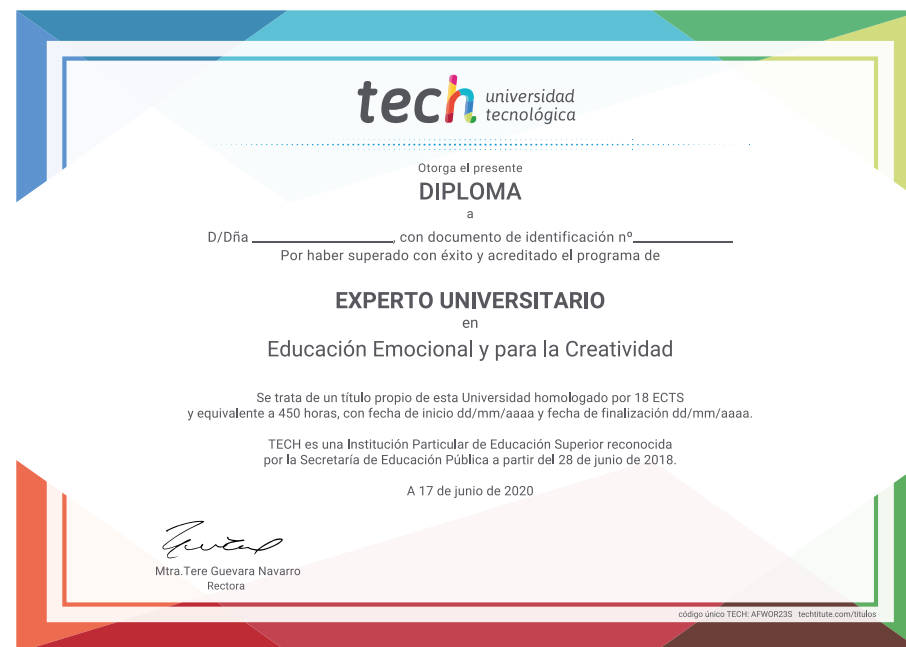 tech universidad
tecnológica
Otorga el presente
DIPLOMA
a
D/Dña ____________________, con documento de identificación nº______________
Por haber superado con éxito y acreditado el programa de
EXPERTO UNIVERSITARIO
en
Educación Emocional y para la Creatividad
Se trata de un título propio de esta Universidad homologado por 18 ECTS
y equivalente a 450 horas, con fecha de inicio dd/mm/aaaa y fecha de finalización dd/mm/aaaa.
TECH es una Institución Particular de Educación Superior reconocida
por la Secretaría de Educación Pública a partir del 28 de junio de 2018.
A 17 de junio de 2020
Mtra.Tere Guevara Navarro
Rectora
código único TECH: AFWOR23S techtitute.com/titulos